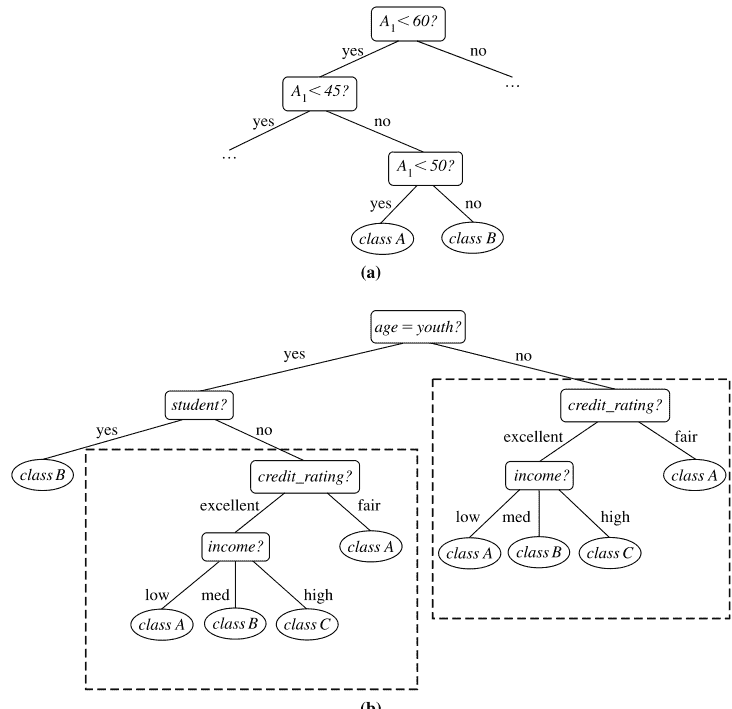 A1 < 60?
yes
no
...
A1 < 45?
yes
no
...
A1 < 50?
yes
no
class A
class B
(a)
age = youth?
yes
no
student?
credit_rating?
yes
no
excellent
fair
class B
credit_rating?
income?
class A
excellent
fair
low
med
high
income?
class A
class A
class B
class C
low
med
high
class A
class B
class C
(b)